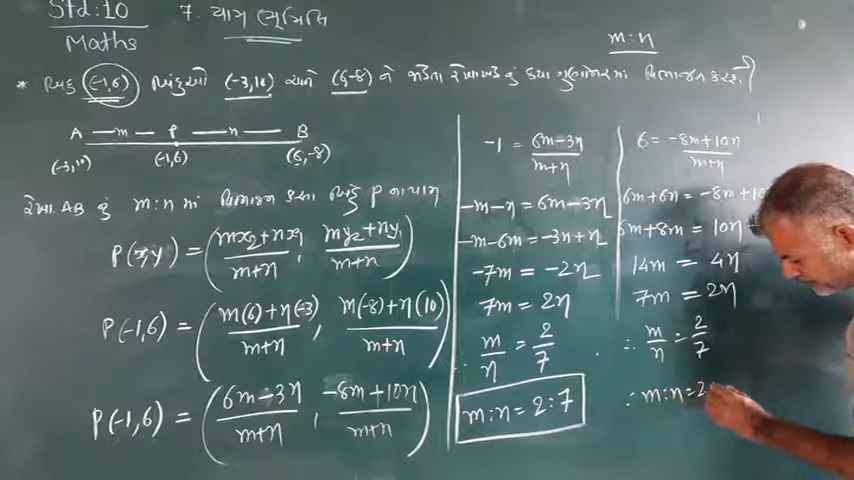 Std:10
Maths
7. યામ ભૂમિતિ
m:n
* બિંદુ (-1,6) બિંદુઓ (-3,10) અને (6,-8) ને જોડતા રેખાખંડનું કયા ગુણોત્તરમાં વિભાજન કરશે?
A —m— P —n— B
(-3,10) (-1,6) (6,-8)
રેખા AB નું m:n માં વિભાજન કરતા બિંદુ P ના યામ
P(x,y) = (mx₂+nx₁/m+n, my₂+ny₁/m+n)
P(-1,6) = (m(6)+n(-3)/m+n, m(-8)+n(10)/m+n)
P(-1,6) = (6m-3n/m+n, -8m+10n/m+n)
-1 = 6m-3n/m+n
-m-n = 6m-3n
-m-6m = -3n+n
-7m = -2n
7m = 2n
∴ m/n = 2/7
m:n = 2:7
6 = -8m+10n/m+n
6m+6n = -8m+10
6m+8m = 10n-
14m = 4n
7m = 2n
∴ m/n = 2/7
∴ m:n=2: